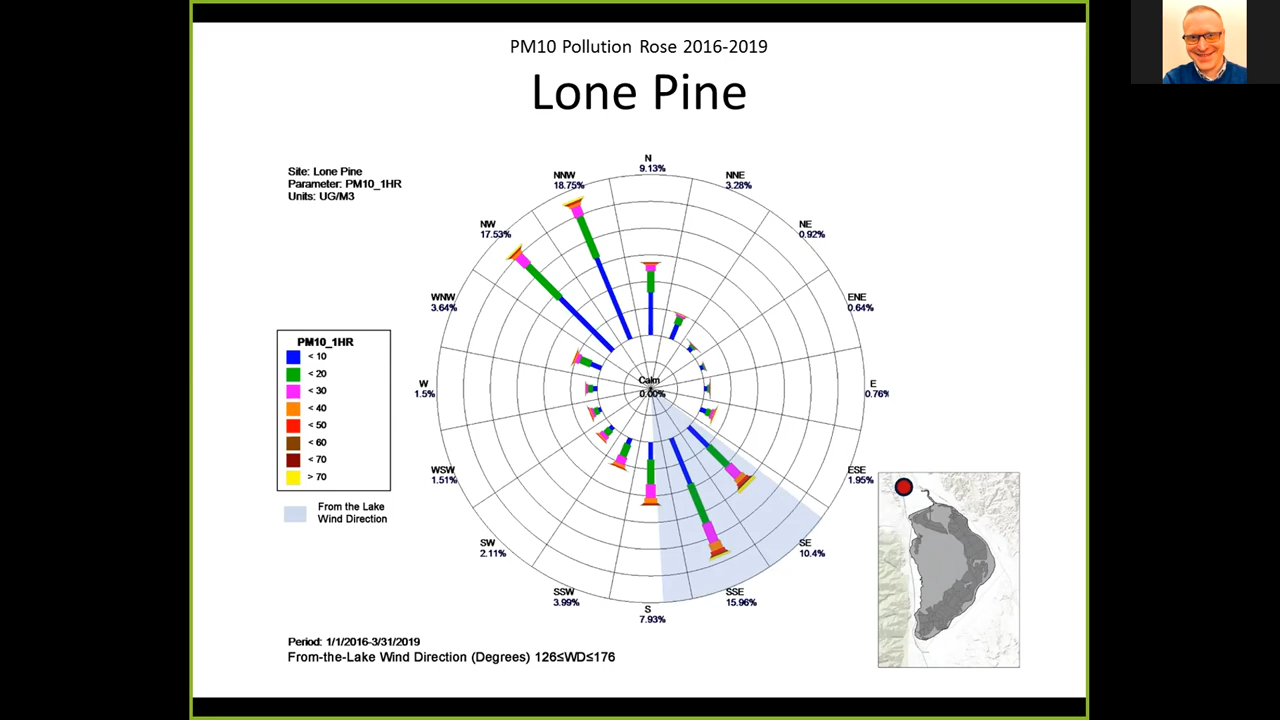 PM10 Pollution Rose 2016-2019
Lone Pine
Site: Lone Pine
Parameter: PM10_1HR
Units: UG/M3
N
9.13%
NNE
3.28%
NE
0.92%
ENE
0.64%
E
0.76%
ESE
1.95%
SE
10.4%
SSE
15.96%
S
7.93%
SSW
3.99%
SW
2.11%
WSW
1.51%
W
1.5%
WNW
3.64%
NW
17.53%
NNW
18.75%
Calm
0.00%
PM10_1HR
< 10
< 20
< 30
< 40
< 50
< 60
< 70
> 70
From the Lake
Wind Direction
Period: 1/1/2016-3/31/2019
From-the-Lake Wind Direction (Degrees) 126≤WD≤176